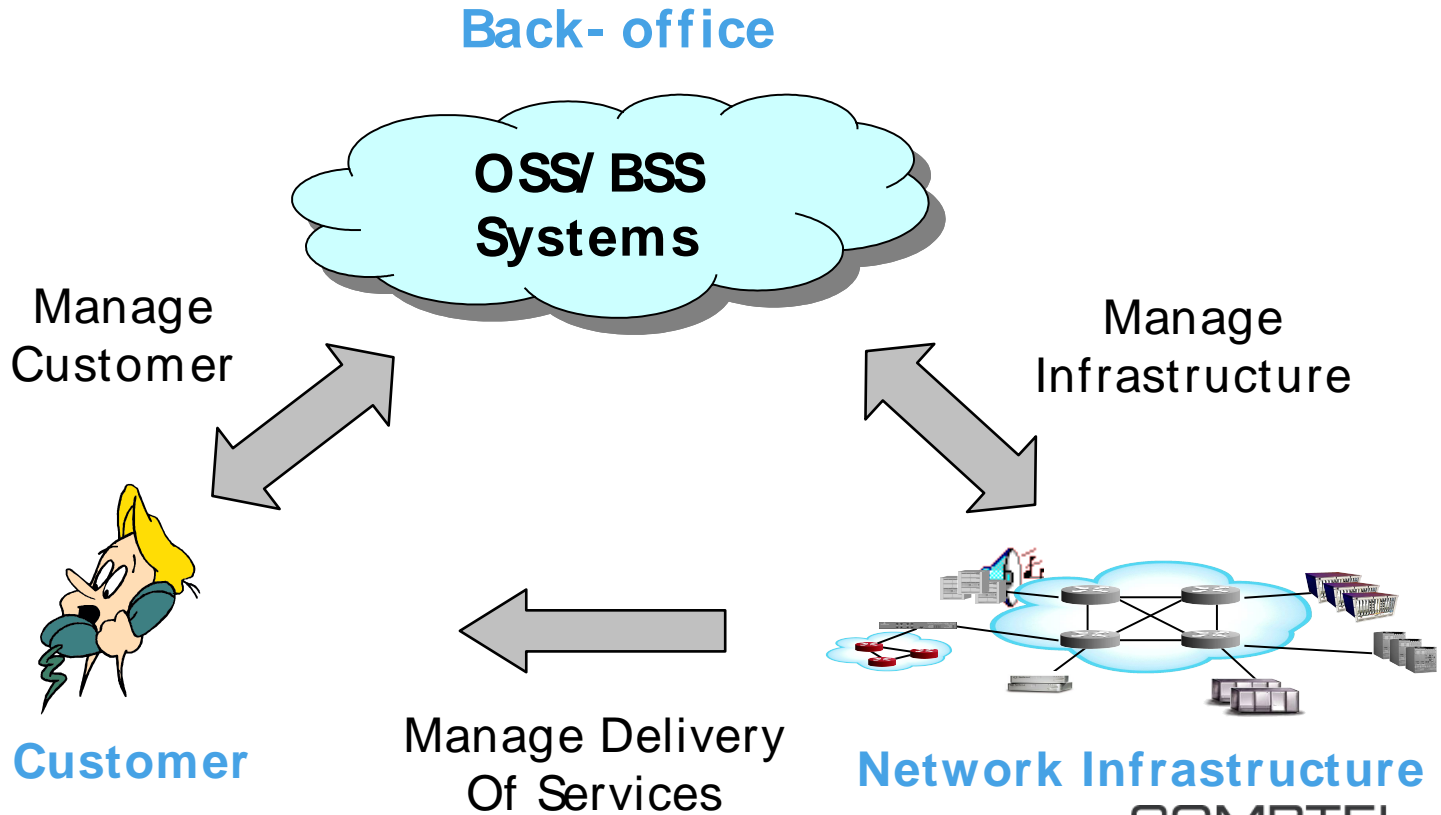 Back- office
OSS/ BSS
Systems
Manage
Customer
Manage
Infrastructure
Manage Delivery
Of Services
Customer
Network Infrastructure